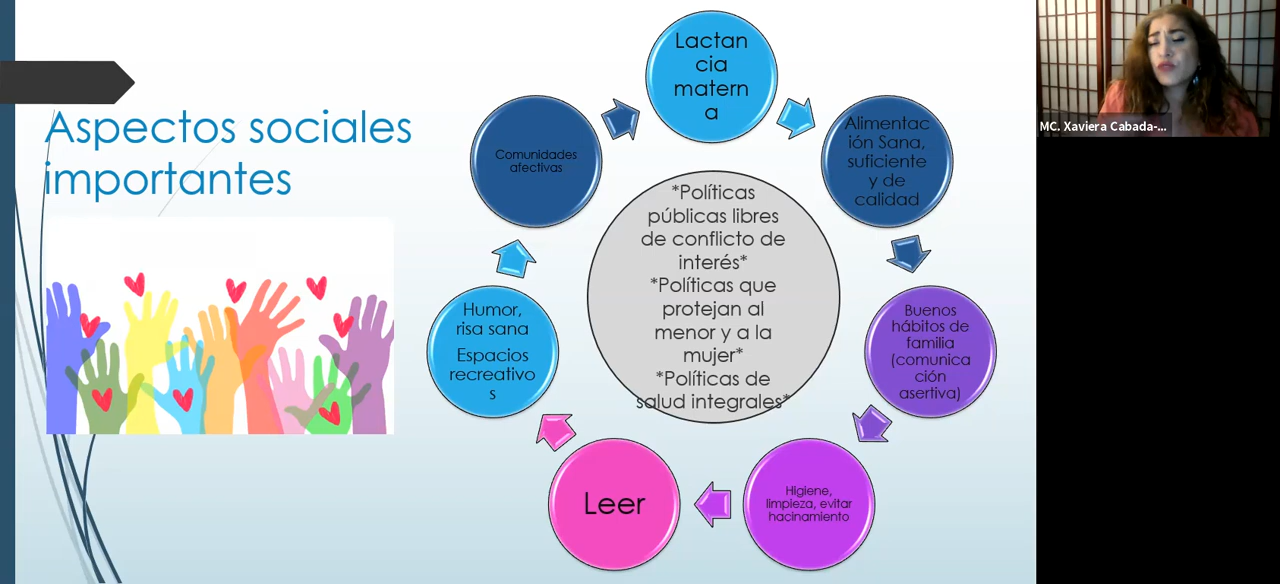 Aspectos sociales
importantes
Lactan
cia
matern
a
Alimentac
ión Sana,
suficiente
y de
calidad
Buenos
hábitos de
familia
(comunica
ción
asertiva)
Higiene,
limpieza, evitar
hacinamiento
Leer
Humor,
risa sana
Espacios
recreativo
s
Comunidades
afectivas
*Políticas
públicas libres
de conflicto de
interés*
*Políticas que
protejan al
menor y a la
mujer*
*Políticas de
salud integrales*
MC. Xaviera Cabada-...